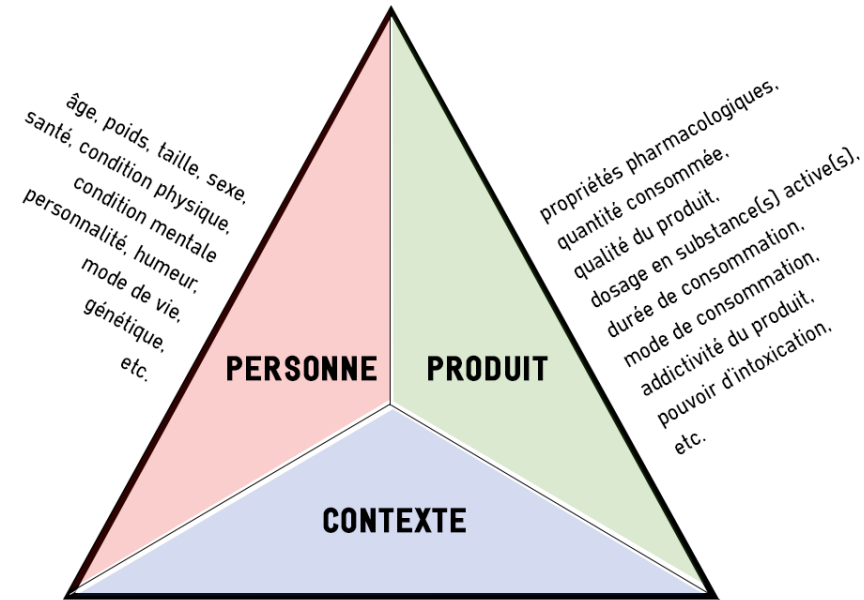 âge, poids, taille, sexe,
santé, condition physique,
condition mentale
personnalité, humeur,
mode de vie,
génétique,
etc.
propriétés pharmacologiques,
quantité consommée,
qualité du produit,
dosage en substance(s) active(s),
durée de consommation,
mode de consommation,
addictivité du produit,
pouvoir d'intoxication,
etc.
PERSONNE
PRODUIT
CONTEXTE